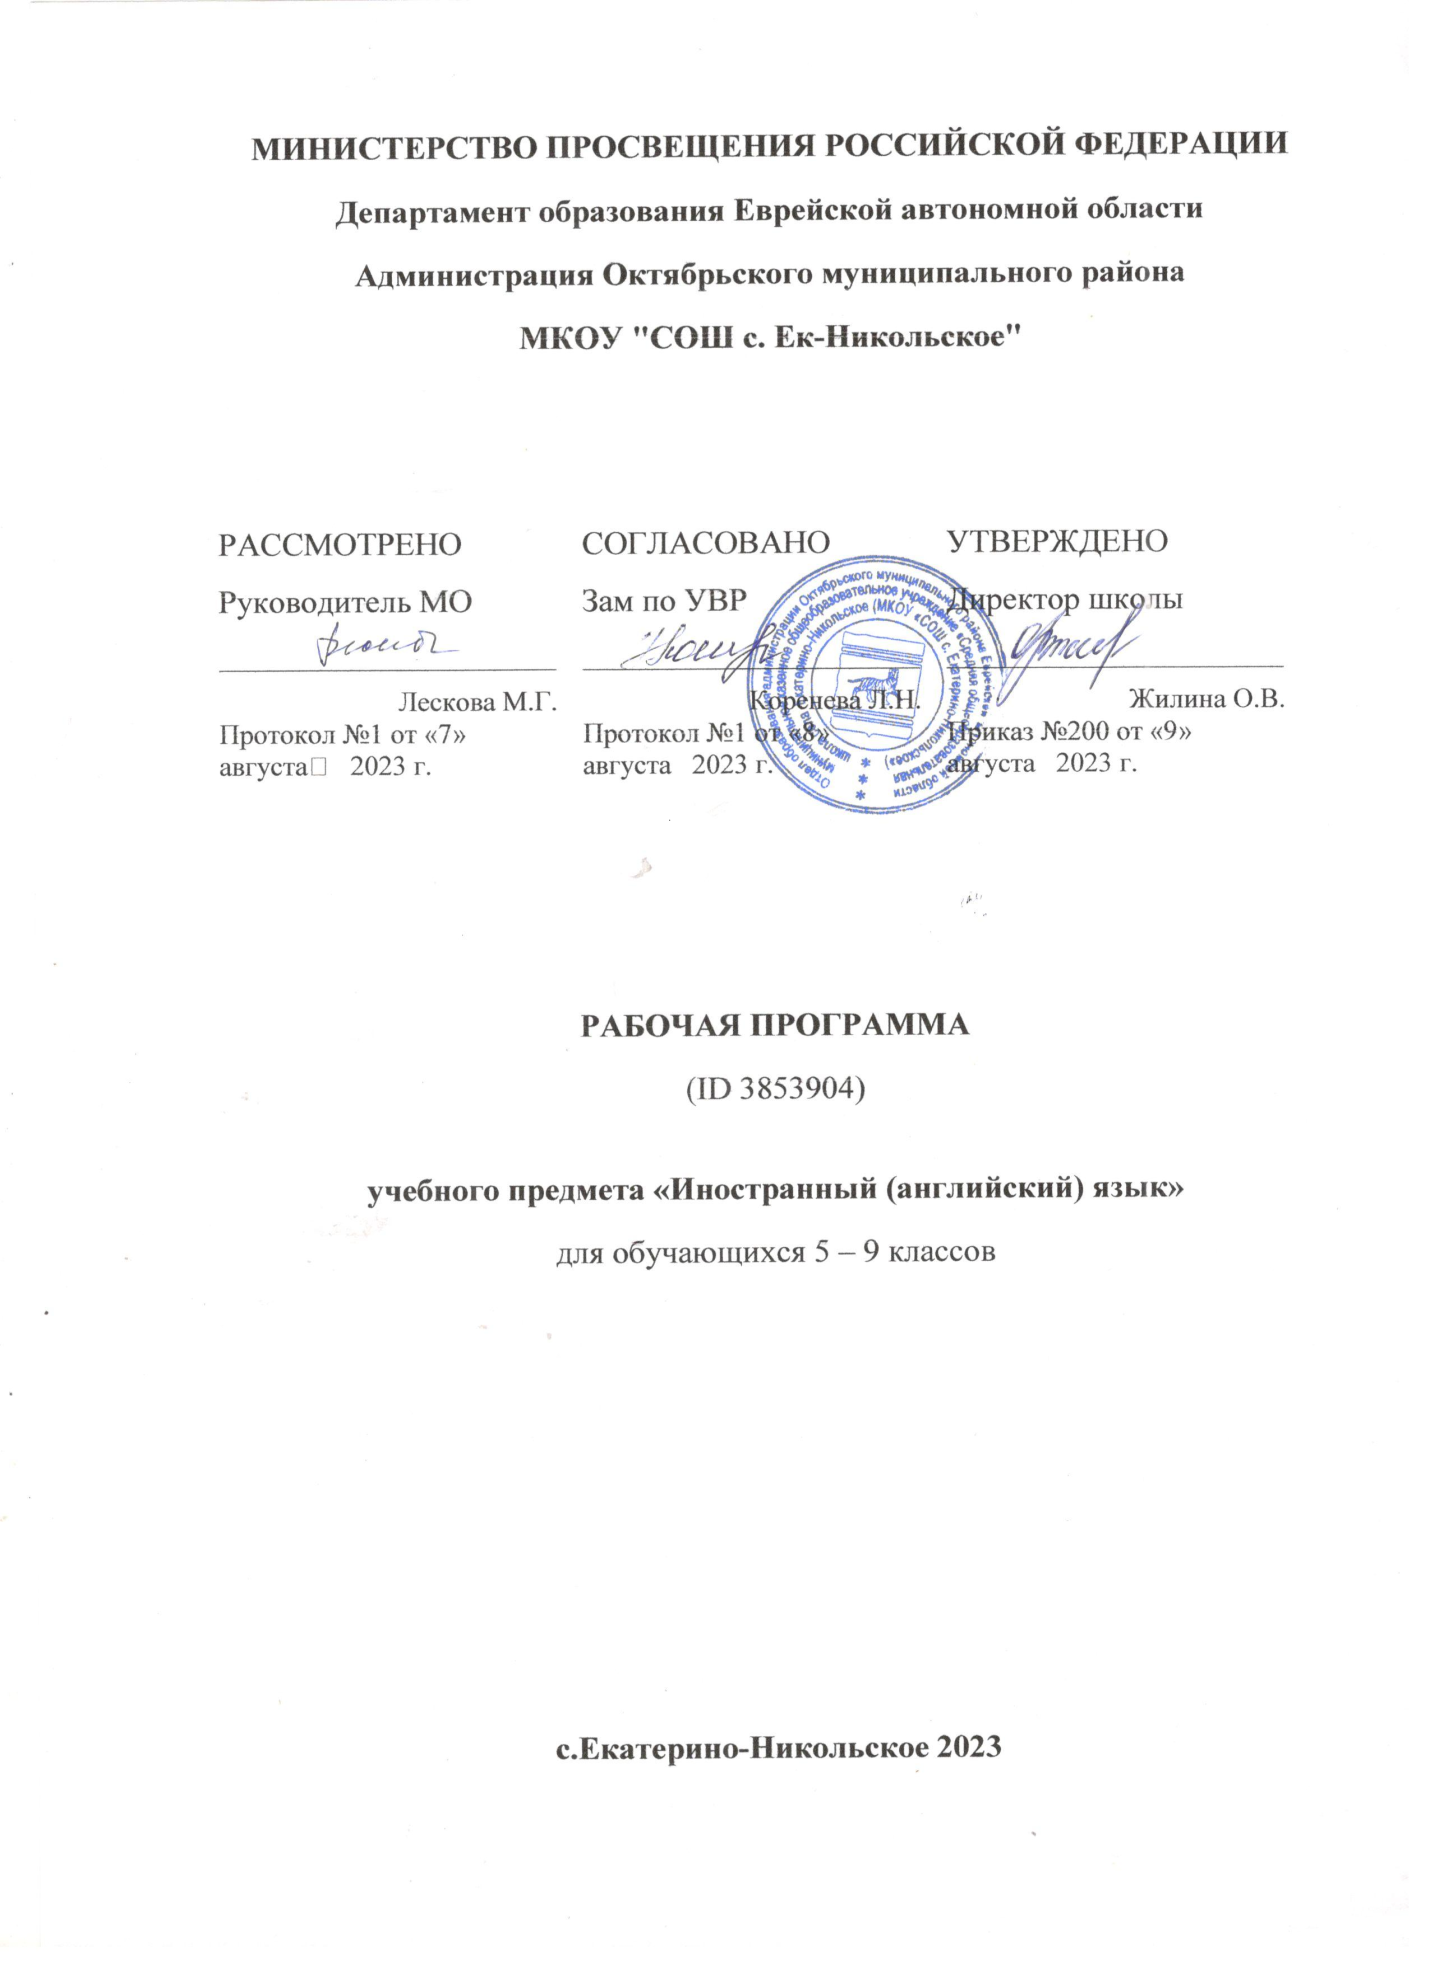 МИНИСТЕРСТВО ПРОСВЕЩЕНИЯ РОССИЙСКОЙ ФЕДЕРАЦИИ
Департамент образования Еврейской автономной области
Администрация Октябрьского муниципального района
МКОУ "СОШ с. Ек-Никольское"
РАССМОТРЕНО
Руководитель МО
Лескова М.Г.
Протокол №1 от «7»
августа 2023 г.
СОГЛАСОВАНО
Зам по УВР
Коренева Л.Н.
Протокол №1 от «8»
августа 2023 г.
УТВЕРЖДЕНО
Директор школы
Жилина О.В.
Приказ №200 от «9»
августа 2023 г.
РАБОЧАЯ ПРОГРАММА
(ID 3853904)
учебного предмета «Иностранный (английский) язык»
для обучающихся 5 – 9 классов
с.Екатерино-Никольское 2023